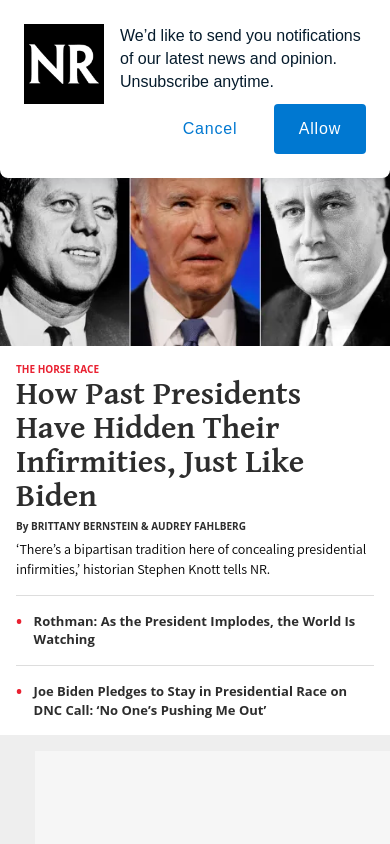 NR
We’d like to send you notifications
of our latest news and opinion.
Unsubscribe anytime.
Cancel
Allow
THE HORSE RACE
How Past Presidents
Have Hidden Their
Infirmities, Just Like
Biden
By BRITTANY BERNSTEIN & AUDREY FAHLBERG
‘There’s a bipartisan tradition here of concealing presidential
infirmities,’ historian Stephen Knott tells NR.
Rothman: As the President Implodes, the World Is
Watching
Joe Biden Pledges to Stay in Presidential Race on
DNC Call: ‘No One’s Pushing Me Out’